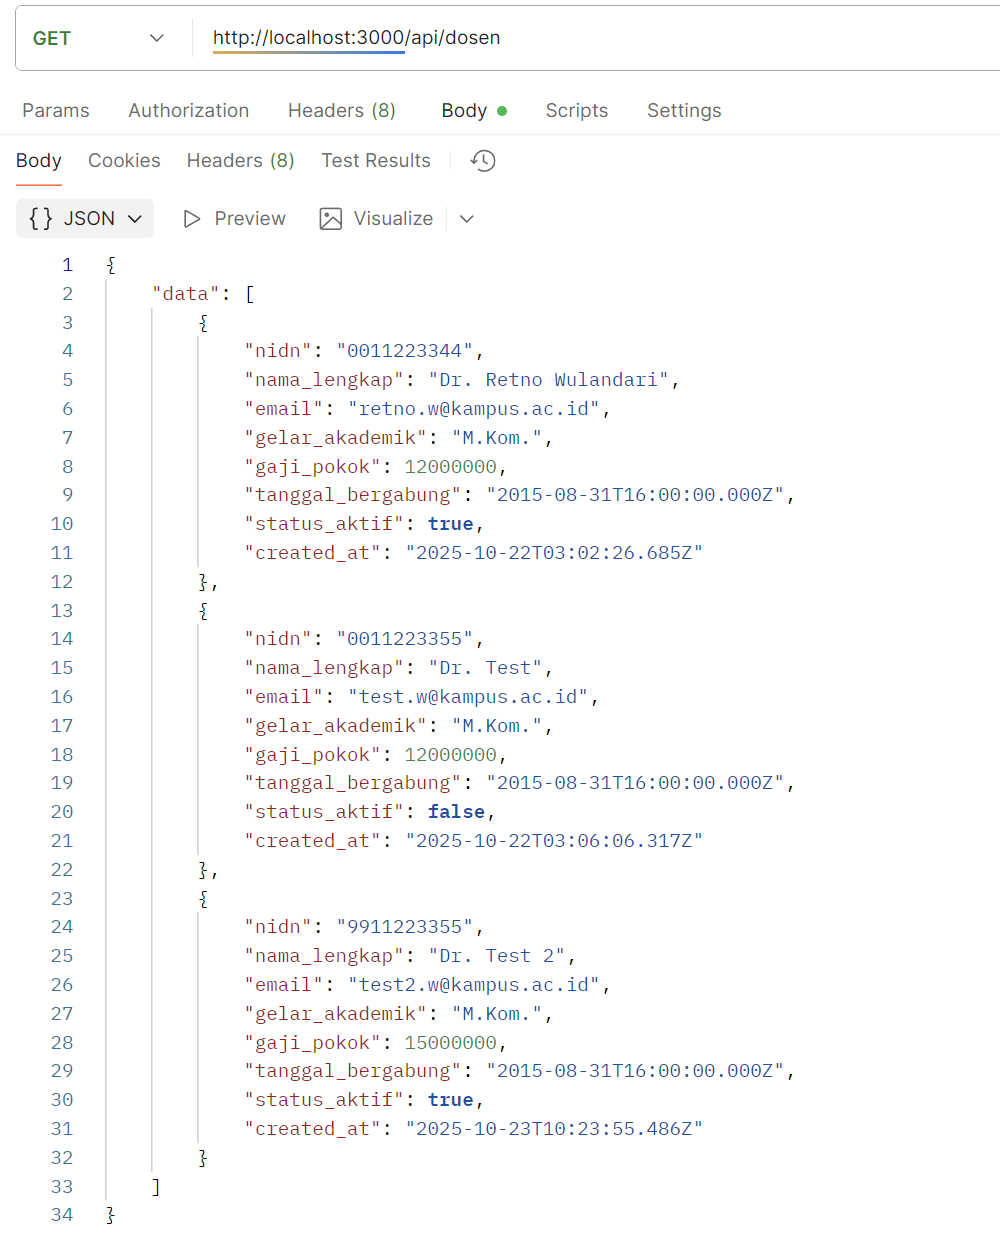 GET http://localhost:3000/api/dosen
Params Authorization Headers (8) Body Scripts Settings
Body Cookies Headers (8) Test Results
{} JSON Preview Visualize
1 {
2 "data": [
3 {
4 "nidn": "0011223344",
5 "nama_lengkap": "Dr. Retno Wulandari",
6 "email": "retno.w@kampus.ac.id",
7 "gelar_akademik": "M.Kom.",
8 "gaji_pokok": 12000000,
9 "tanggal_bergabung": "2015-08-31T16:00:00.000Z",
10 "status_aktif": true,
11 "created_at": "2025-10-22T03:02:26.685Z"
12 },
13 {
14 "nidn": "0011223355",
15 "nama_lengkap": "Dr. Test",
16 "email": "test.w@kampus.ac.id",
17 "gelar_akademik": "M.Kom.",
18 "gaji_pokok": 12000000,
19 "tanggal_bergabung": "2015-08-31T16:00:00.000Z",
20 "status_aktif": false,
21 "created_at": "2025-10-22T03:06:06.317Z"
22 },
23 {
24 "nidn": "9911223355",
25 "nama_lengkap": "Dr. Test 2",
26 "email": "test2.w@kampus.ac.id",
27 "gelar_akademik": "M.Kom.",
28 "gaji_pokok": 15000000,
29 "tanggal_bergabung": "2015-08-31T16:00:00.000Z",
30 "status_aktif": true,
31 "created_at": "2025-10-23T10:23:55.486Z"
32 }
33 ]
34 }